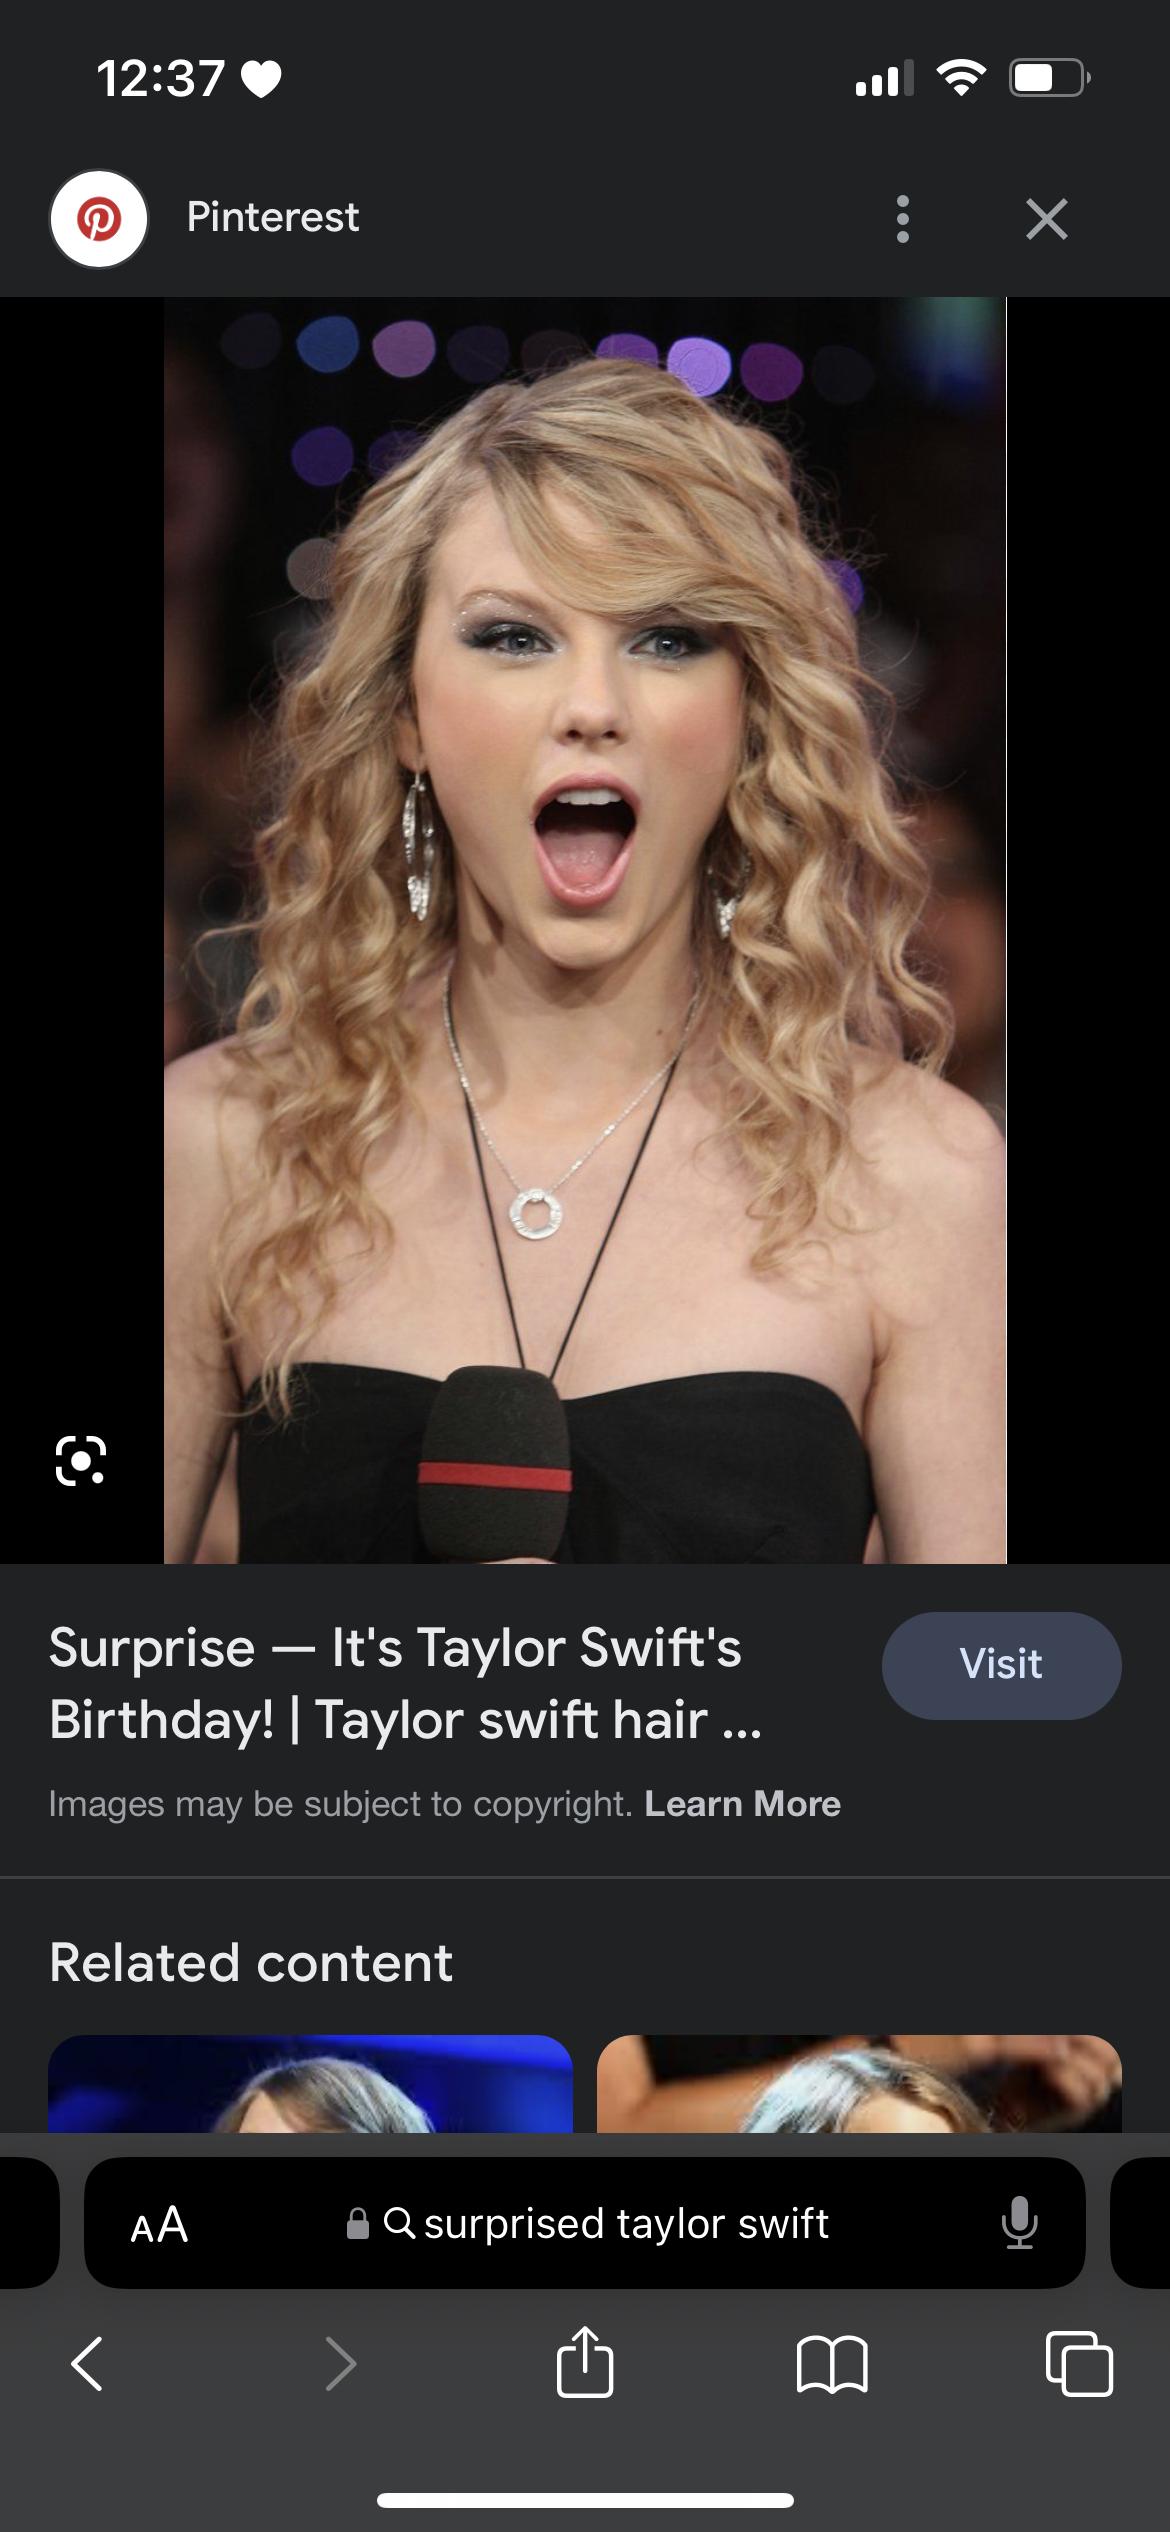 12:37
Pinterest
Surprise — It's Taylor Swift's
Birthday! | Taylor swift hair ...
Visit
Images may be subject to copyright. Learn More
Related content
AA
surprised taylor swift